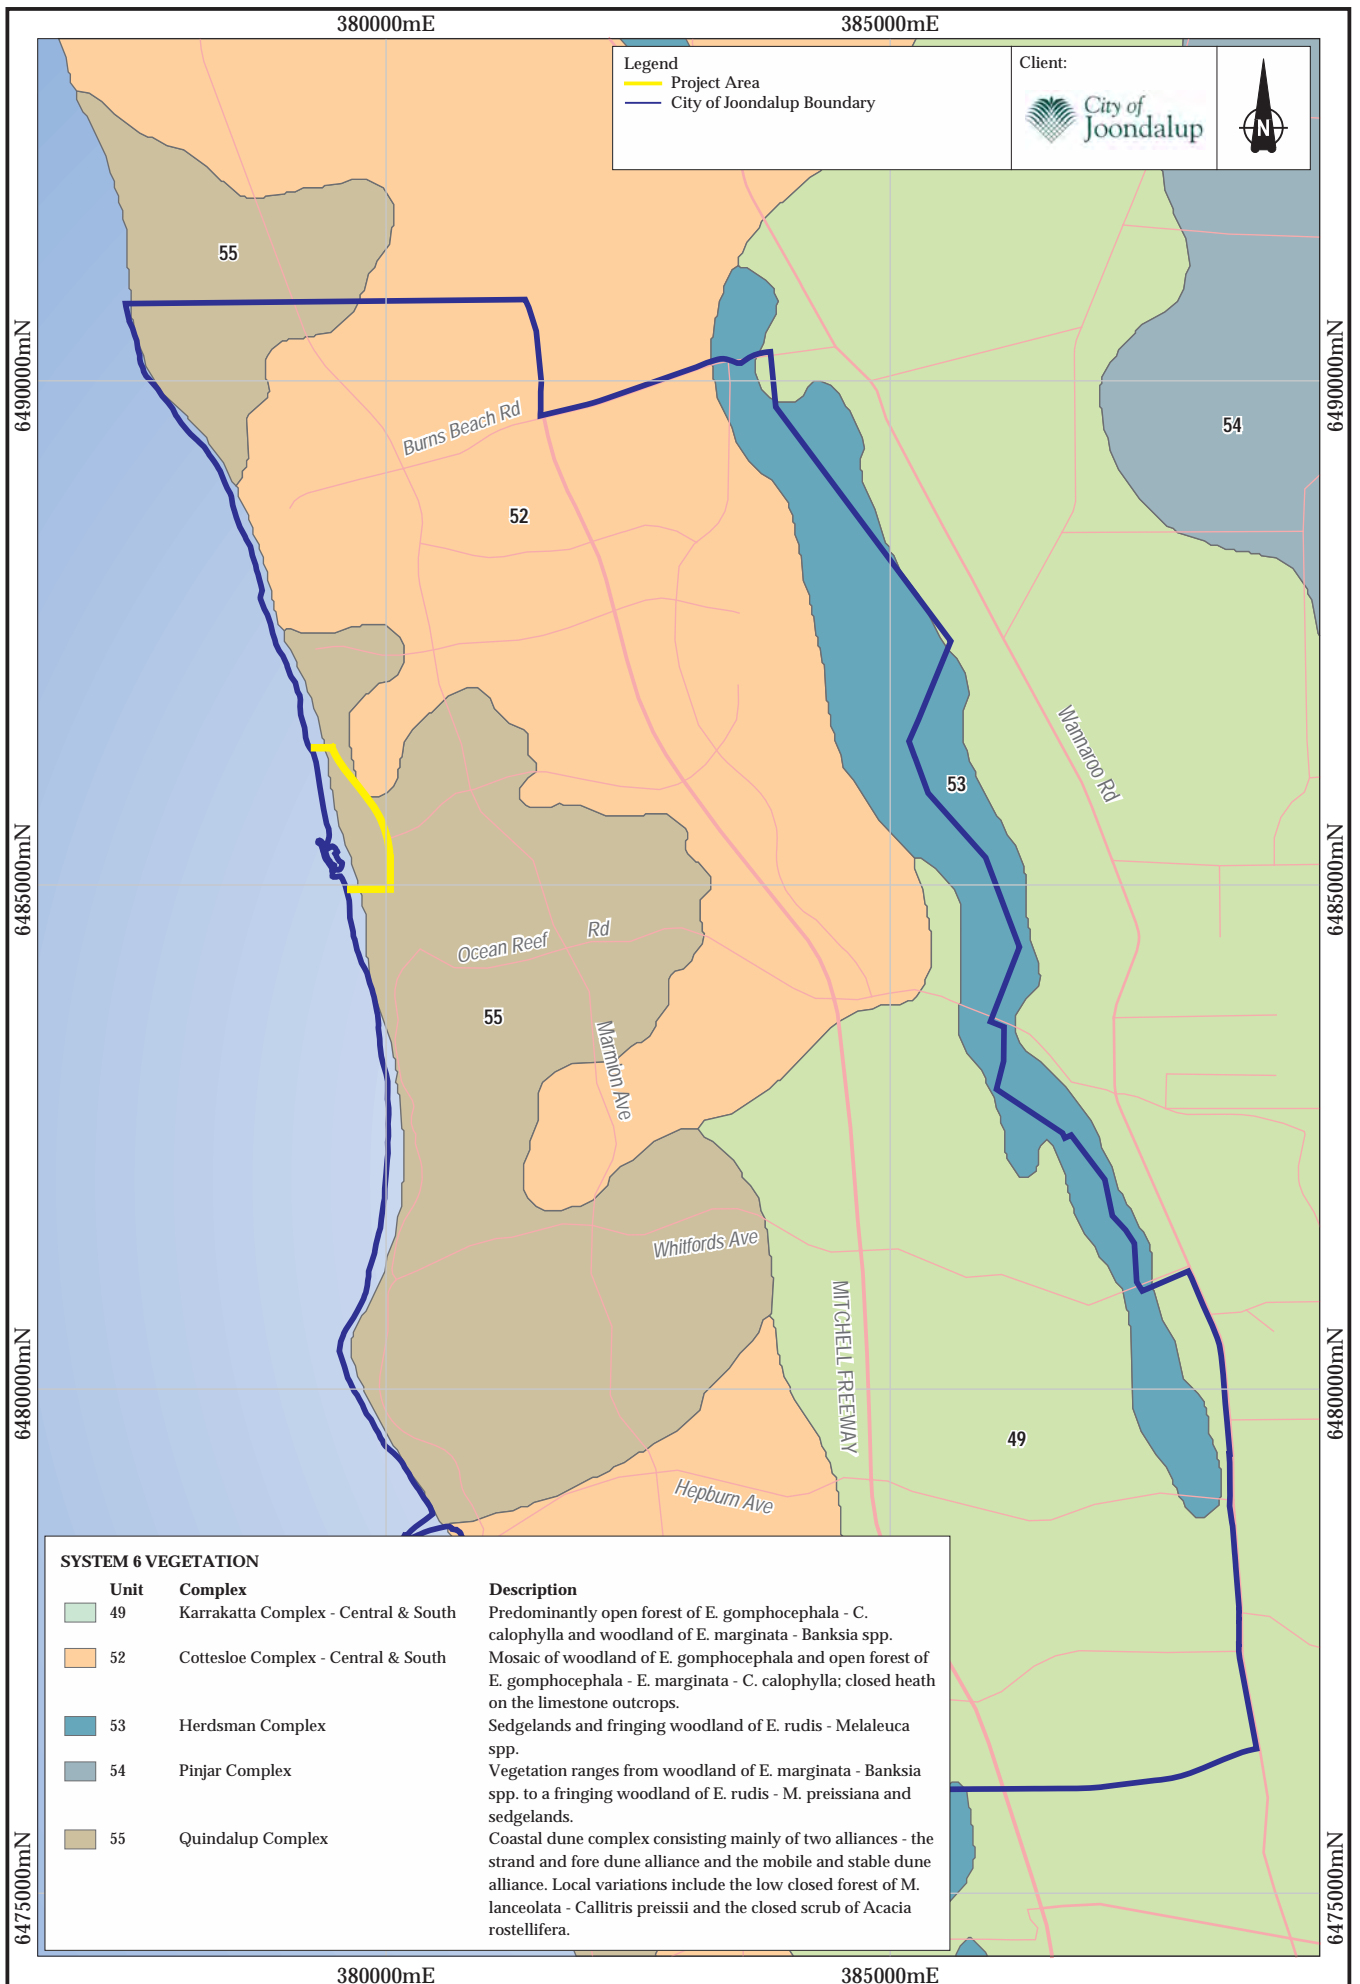 380000mE
385000mE
Legend
Project Area
City of Joondalup Boundary
Client:
City of
Joondalup
N
55
6490000mN
6490000mN
Burns Beach Rd
54
52
Wannaroo Rd
53
6485000mN
6485000mN
Ocean Reef Rd
55
Marmion Ave
Whitfords Ave
MITCHELL FREEWAY
6480000mN
6480000mN
49
Hepburn Ave
SYSTEM 6 VEGETATION
Unit Complex Description
49 Karrakatta Complex - Central & South Predominantly open forest of E. gomphocephala - C.
calophylla and woodland of E. marginata - Banksia spp.
52 Cottesloe Complex - Central & South Mosaic of woodland of E. gomphocephala and open forest of
E. gomphocephala - E. marginata - C. calophylla; closed heath
on the limestone outcrops.
53 Herdsman Complex Sedgelands and fringing woodland of E. rudis - Melaleuca
spp.
54 Pinjar Complex Vegetation ranges from woodland of E. marginata - Banksia
spp. to a fringing woodland of E. rudis - M. preissiana and
sedgelands.
55 Quindalup Complex Coastal dune complex consisting mainly of two alliances - the
strand and fore dune alliance and the mobile and stable dune
alliance. Local variations include the low closed forest of M.
lanceolata - Callitris preissii and the closed scrub of Acacia
rostellifera.
6475000mN
6475000mN
380000mE
385000mE